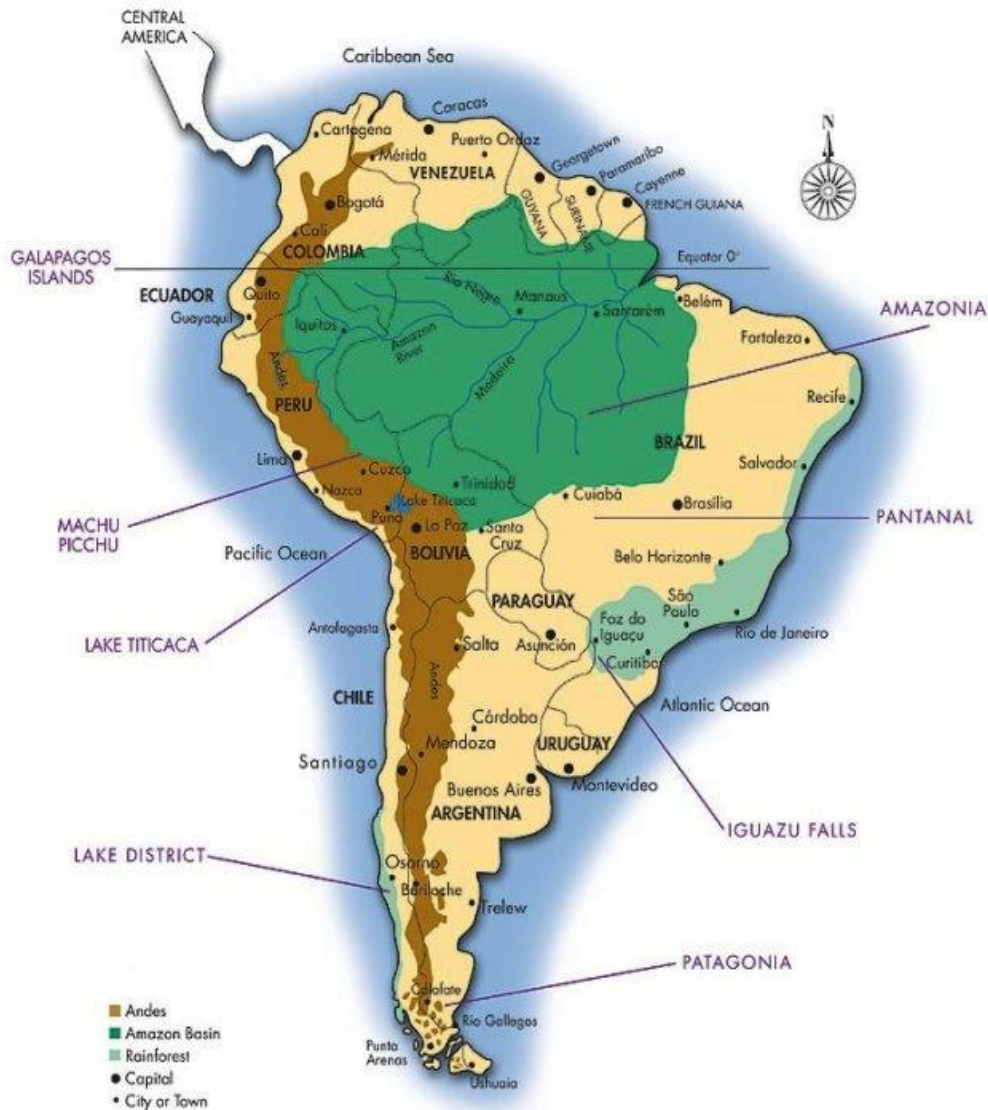 CENTRAL
AMERICA
Caribbean Sea
Cartagena
Caracas
Mérida
Puerto Ordaz
VENEZUELA
Georgetown
Paramaribo
Cayenne
GUYANA
SURINAME
FRENCH GUIANA
N
Bogotá
Cali
COLOMBIA
GALAPAGOS
ISLANDS
Equator 0°
ECUADOR
Quito
Guayaquil
Rio Negro
Manaus
Santarém
Belém
AMAZONIA
Iquitos
Amazon
River
Madeira
Fortaleza
Andes
PERU
Recife
BRAZIL
Lima
Cuzco
Salvador
Nazca
Trinidad
Cuiabá
Brasília
Lake Titicaca
Puno
La Paz
MACHU
PICCHU
Santa
Cruz
PANTANAL
Pacific Ocean
BOLIVIA
Belo Horizonte
PARAGUAY
São
Paulo
Rio de Janeiro
Antofagasta
LAKE TITICACA
Salta
Asunción
Foz do
Iguaçu
Curitiba
Andes
CHILE
Atlantic Ocean
Córdoba
Mendoza
URUGUAY
Santiago
Buenos Aires
Montevideo
ARGENTINA
IGUAZU FALLS
LAKE DISTRICT
Osorno
Bariloche
Trelew
PATAGONIA
Calafate
Rio Gallegos
Punta
Arenas
Ushuaia
Andes
Amazon Basin
Rainforest
Capital
City or Town